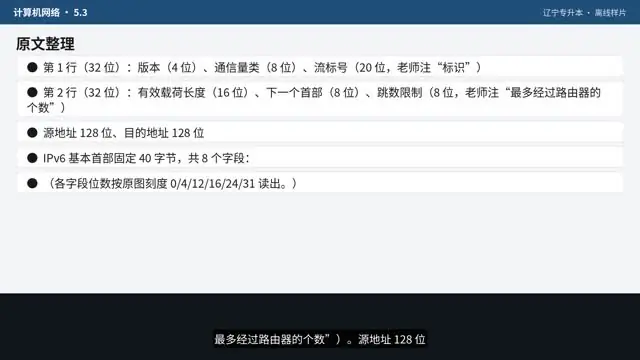 计算机网络 · 5.3
辽宁专升本 · 离线样片
原文整理
● 第 1 行（32 位）：版本（4 位）、通信量类（8 位）、流标号（20 位，老师注“标识”）
● 第 2 行（32 位）：有效载荷长度（16 位）、下一个首部（8 位）、跳数限制（8 位，老师注“最多经过路由器的
个数”）
● 源地址 128 位、目的地址 128 位
● IPv6 基本首部固定 40 字节，共 8 个字段：
● （各字段位数按原图刻度 0/4/12/16/24/31 读出。）
最多经过路由器的个数”）。源地址 128 位